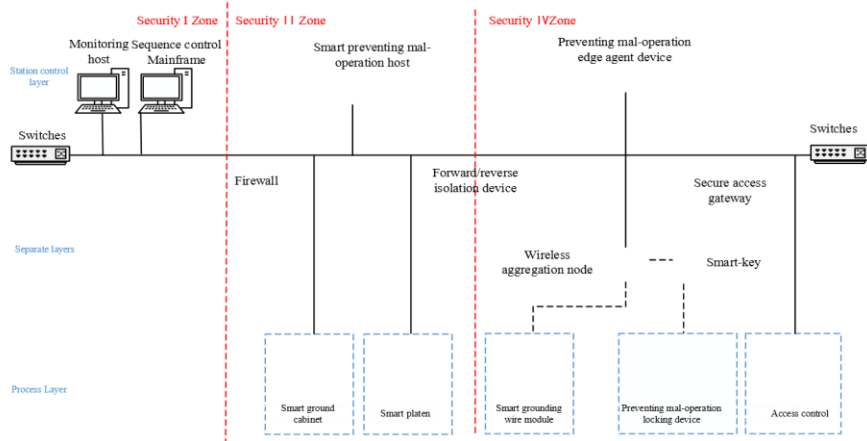 Security I Zone
Security II Zone
Security IVZone
Monitoring
host
Sequence control
Mainframe
Smart preventing mal-
operation host
Preventing mal-operation
edge agent device
Station control
layer
Switches
Switches
Firewall
Forward/reverse
isolation device
Secure access
gateway
Separate layers
Wireless
aggregation node
Smart-key
Process Layer
Smart ground
cabinet
Smart platen
Smart grounding
wire module
Preventing mal-operation
locking device
Access control